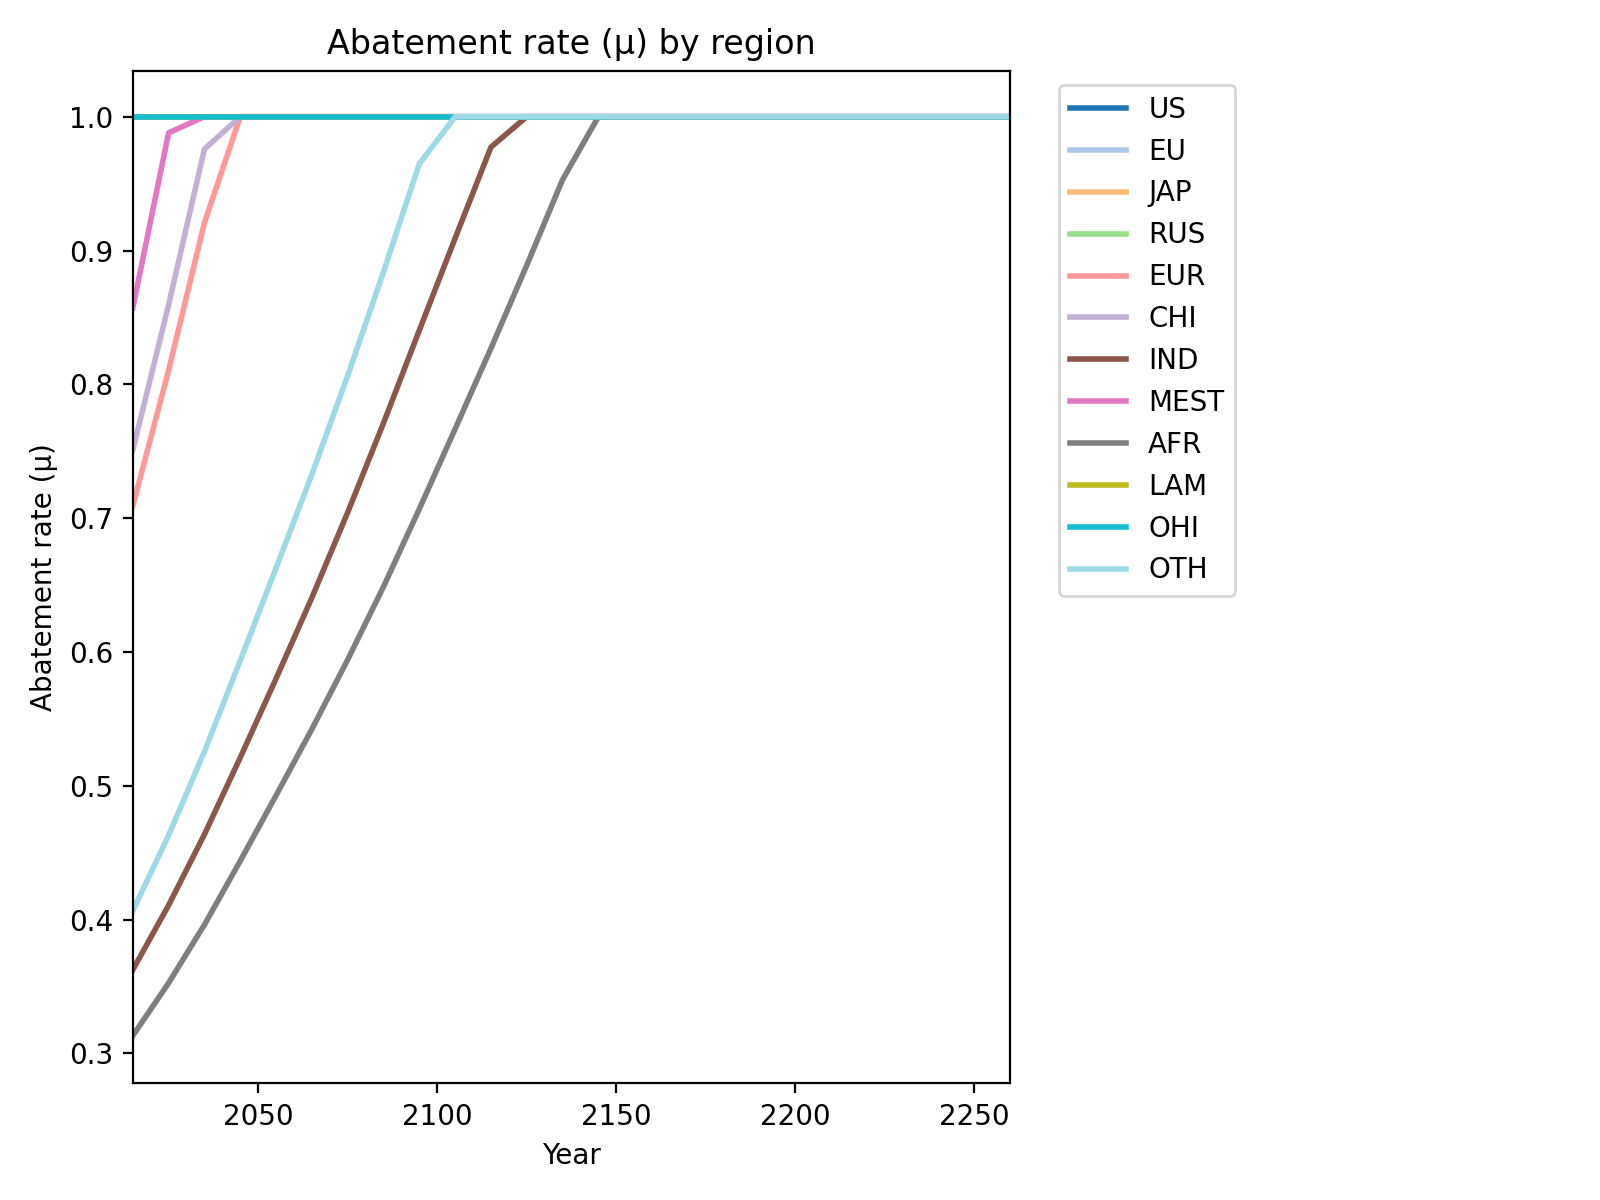 Abatement rate (μ) by region
Abatement rate (μ)
1.0
0.9
0.8
0.7
0.6
0.5
0.4
0.3
2050 2100 2150 2200 2250
Year
US
EU
JAP
RUS
EUR
CHI
IND
MEST
AFR
LAM
OHI
OTH